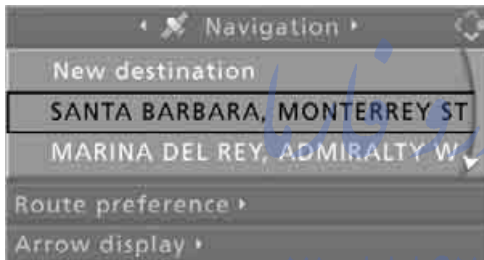 Navigation
New destination
SANTA BARBARA, MONTERREY ST
MARINA DEL REY, ADMIRALTY W
Route preference
Arrow display